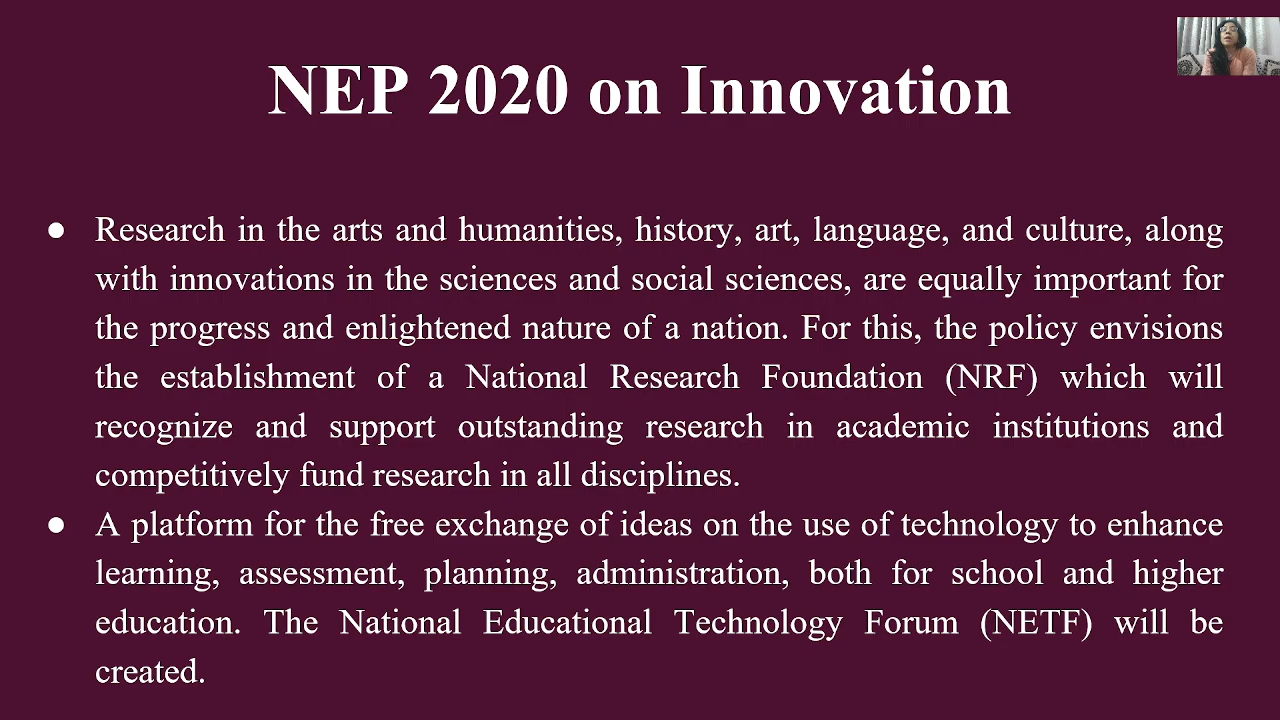 NEP 2020 on Innovation
● Research in the arts and humanities, history, art, language, and culture, along
with innovations in the sciences and social sciences, are equally important for
the progress and enlightened nature of a nation. For this, the policy envisions
the establishment of a National Research Foundation (NRF) which will
recognize and support outstanding research in academic institutions and
competitively fund research in all disciplines.
● A platform for the free exchange of ideas on the use of technology to enhance
learning, assessment, planning, administration, both for school and higher
education. The National Educational Technology Forum (NETF) will be
created.